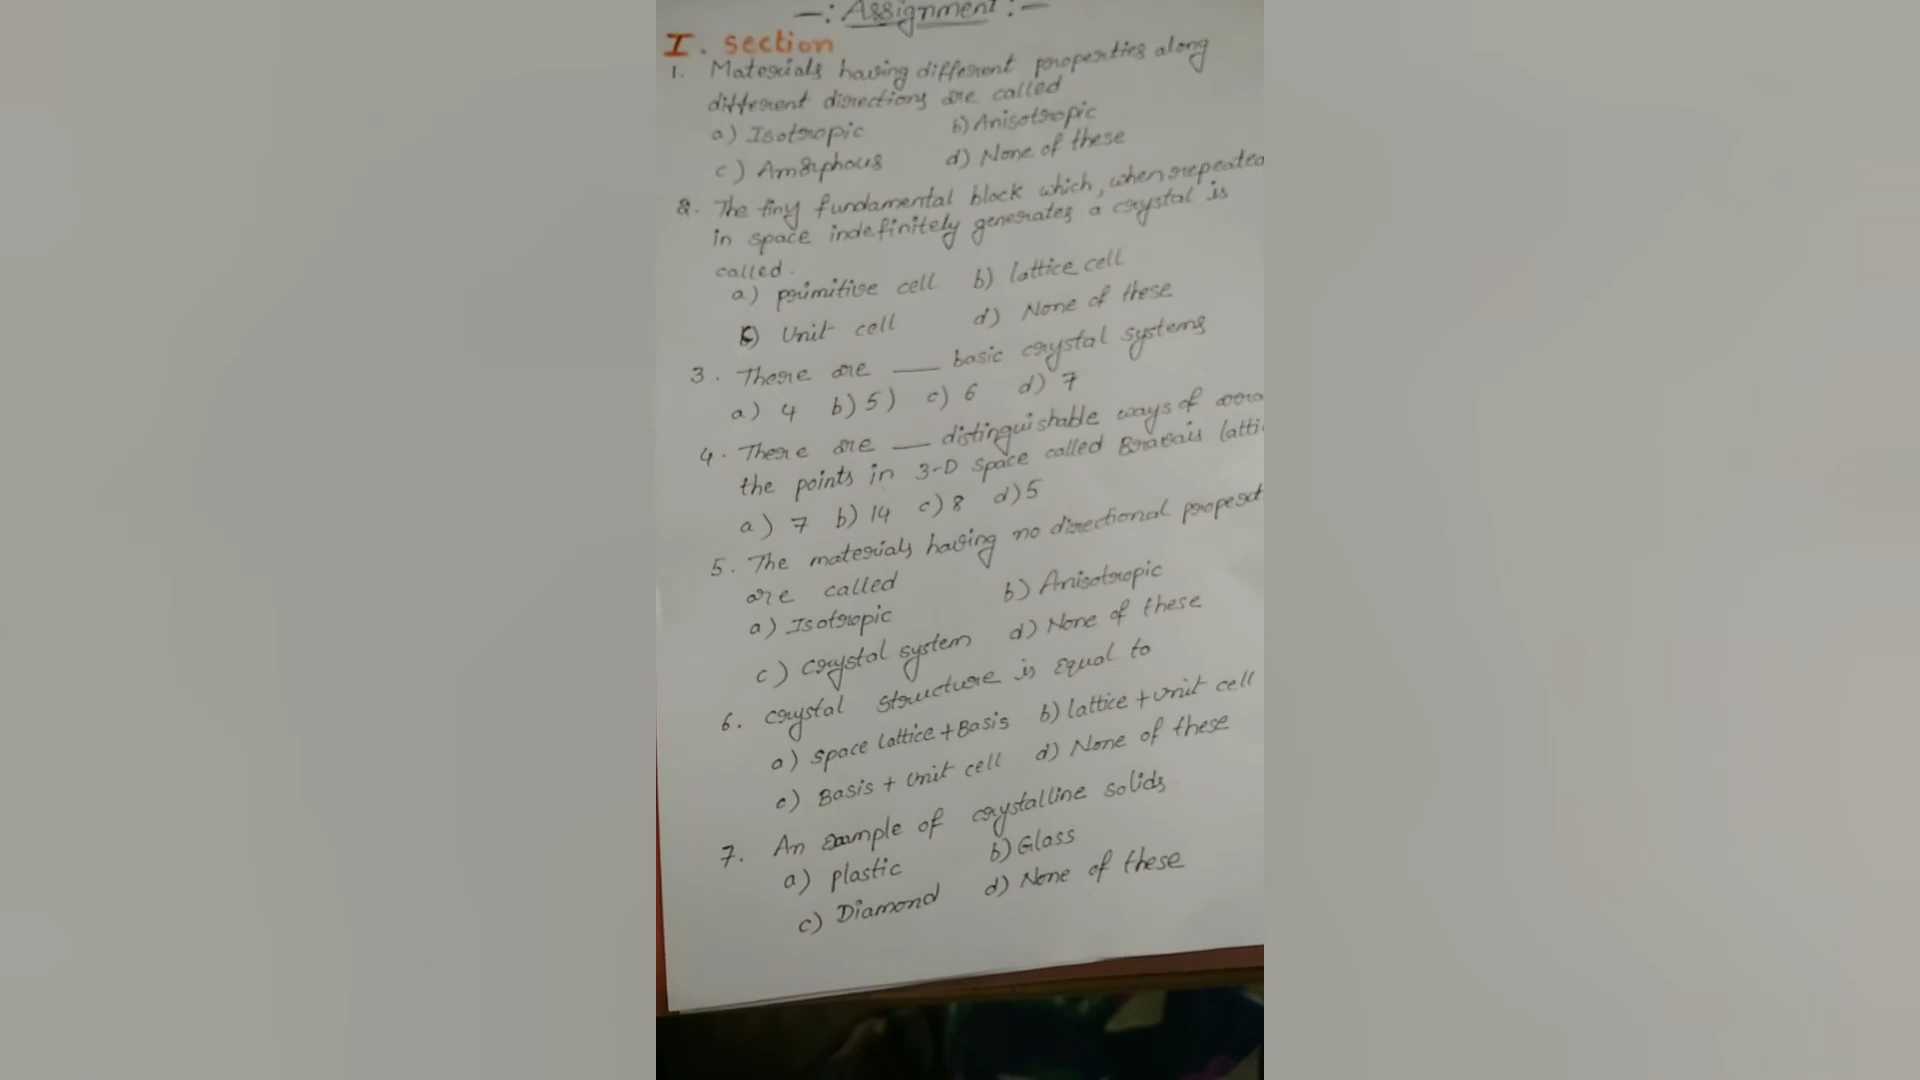 —: Assignment :—
I. section
1. Materials having different properties along
different directions are called
a) Isotropic b) Anisotropic
c) Amorphous d) None of these
2. The tiny fundamental block which, when repeated
in space indefinitely generates a crystal is
called.
a) primitive cell b) lattice cell
c) Unit cell d) None of these
3. There are ___ basic crystal systems
a) 4 b) 5) c) 6 d) 7
4. There are ___ distinguishable ways of
the points in 3-D space called Bravais
a) 7 b) 14 c) 8 d) 5
5. The materials having no directional
are called
a) Isotropic b) Anisotropic
c) crystal system d) None of these
6. crystal structure is Equal to
a) space lattice + Basis b) lattice + unit cell
c) Basis + Unit cell d) None of these
7. An Example of crystalline solids
a) plastic b) Glass
c) Diamond d) None of these